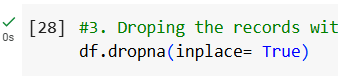 [28] #3. Droping the records wit
0s df.dropna(inplace= True)